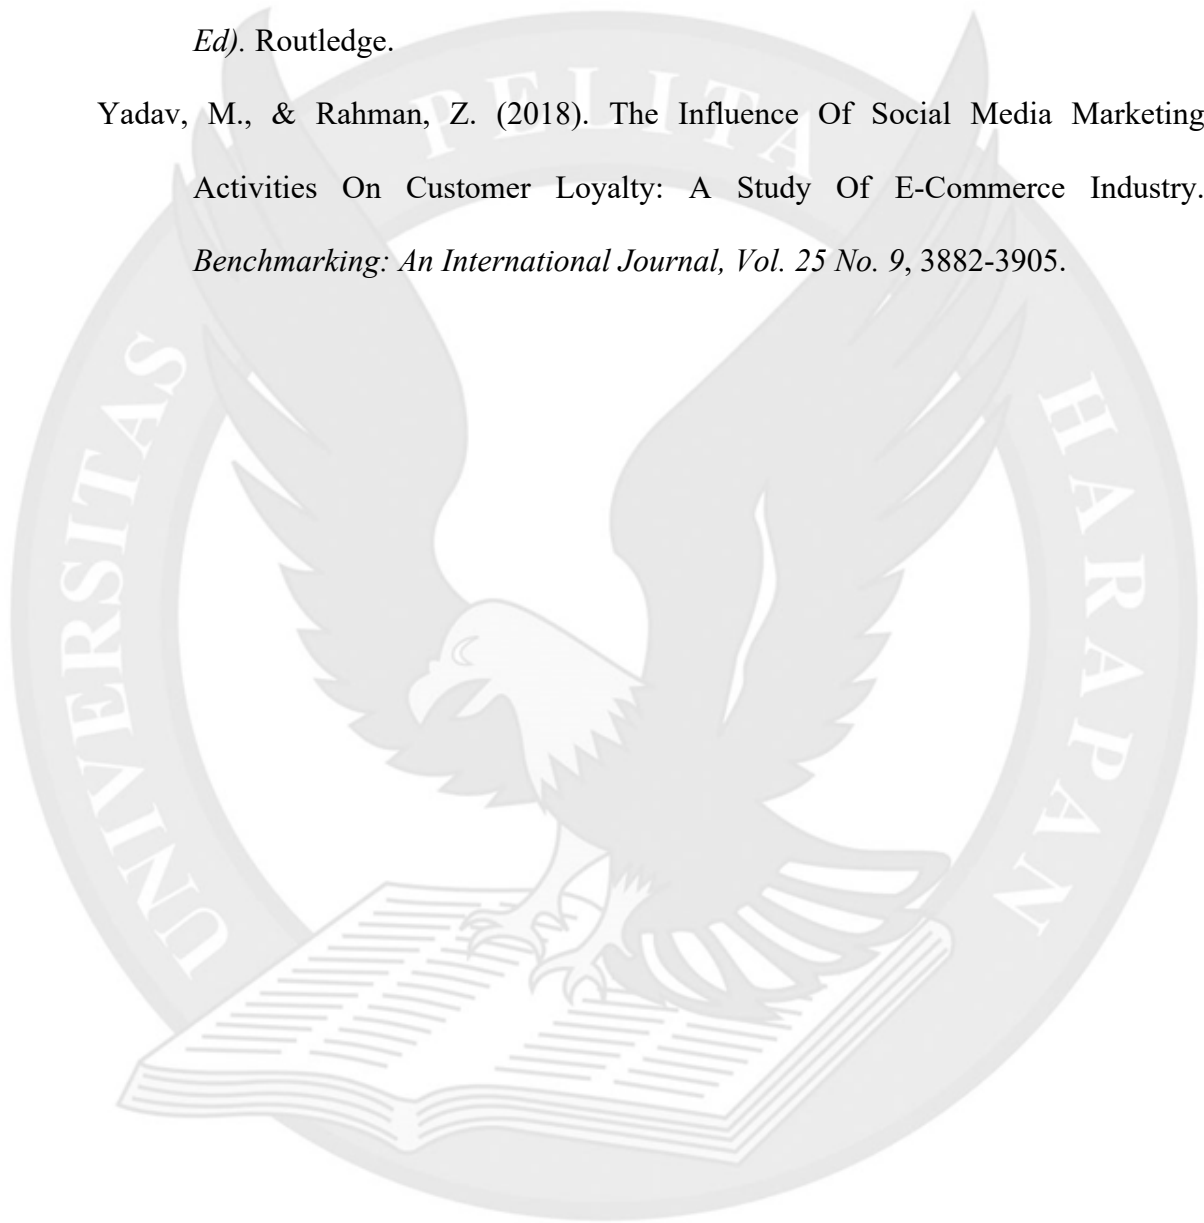 Ed). Routledge.
Yadav, M., & Rahman, Z. (2018). The Influence Of Social Media Marketing
Activities On Customer Loyalty: A Study Of E-Commerce Industry.
Benchmarking: An International Journal, Vol. 25 No. 9, 3882-3905.
UNIVERSITAS PELITA HARAPAN